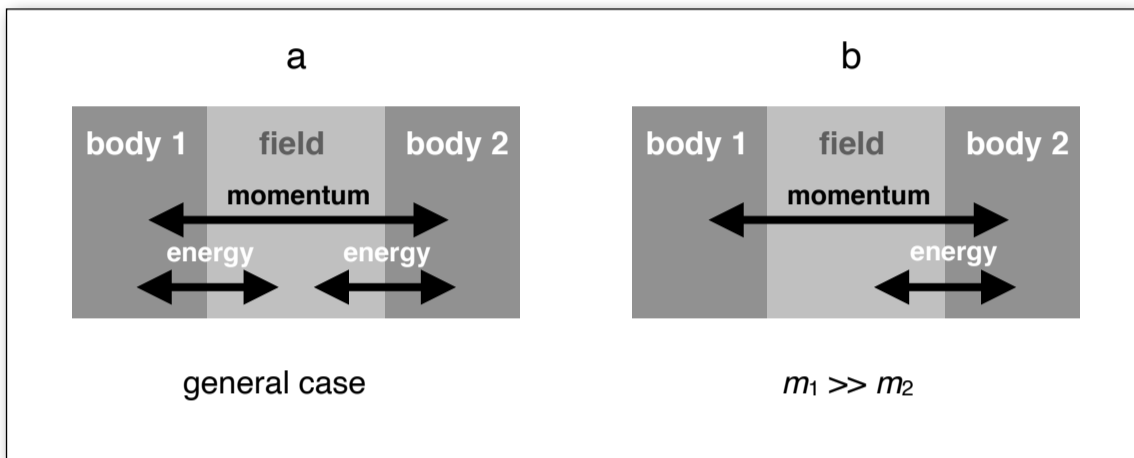 a
body 1 field body 2
momentum
energy energy
general case
b
body 1 field body 2
momentum
energy
m₁ >> m₂